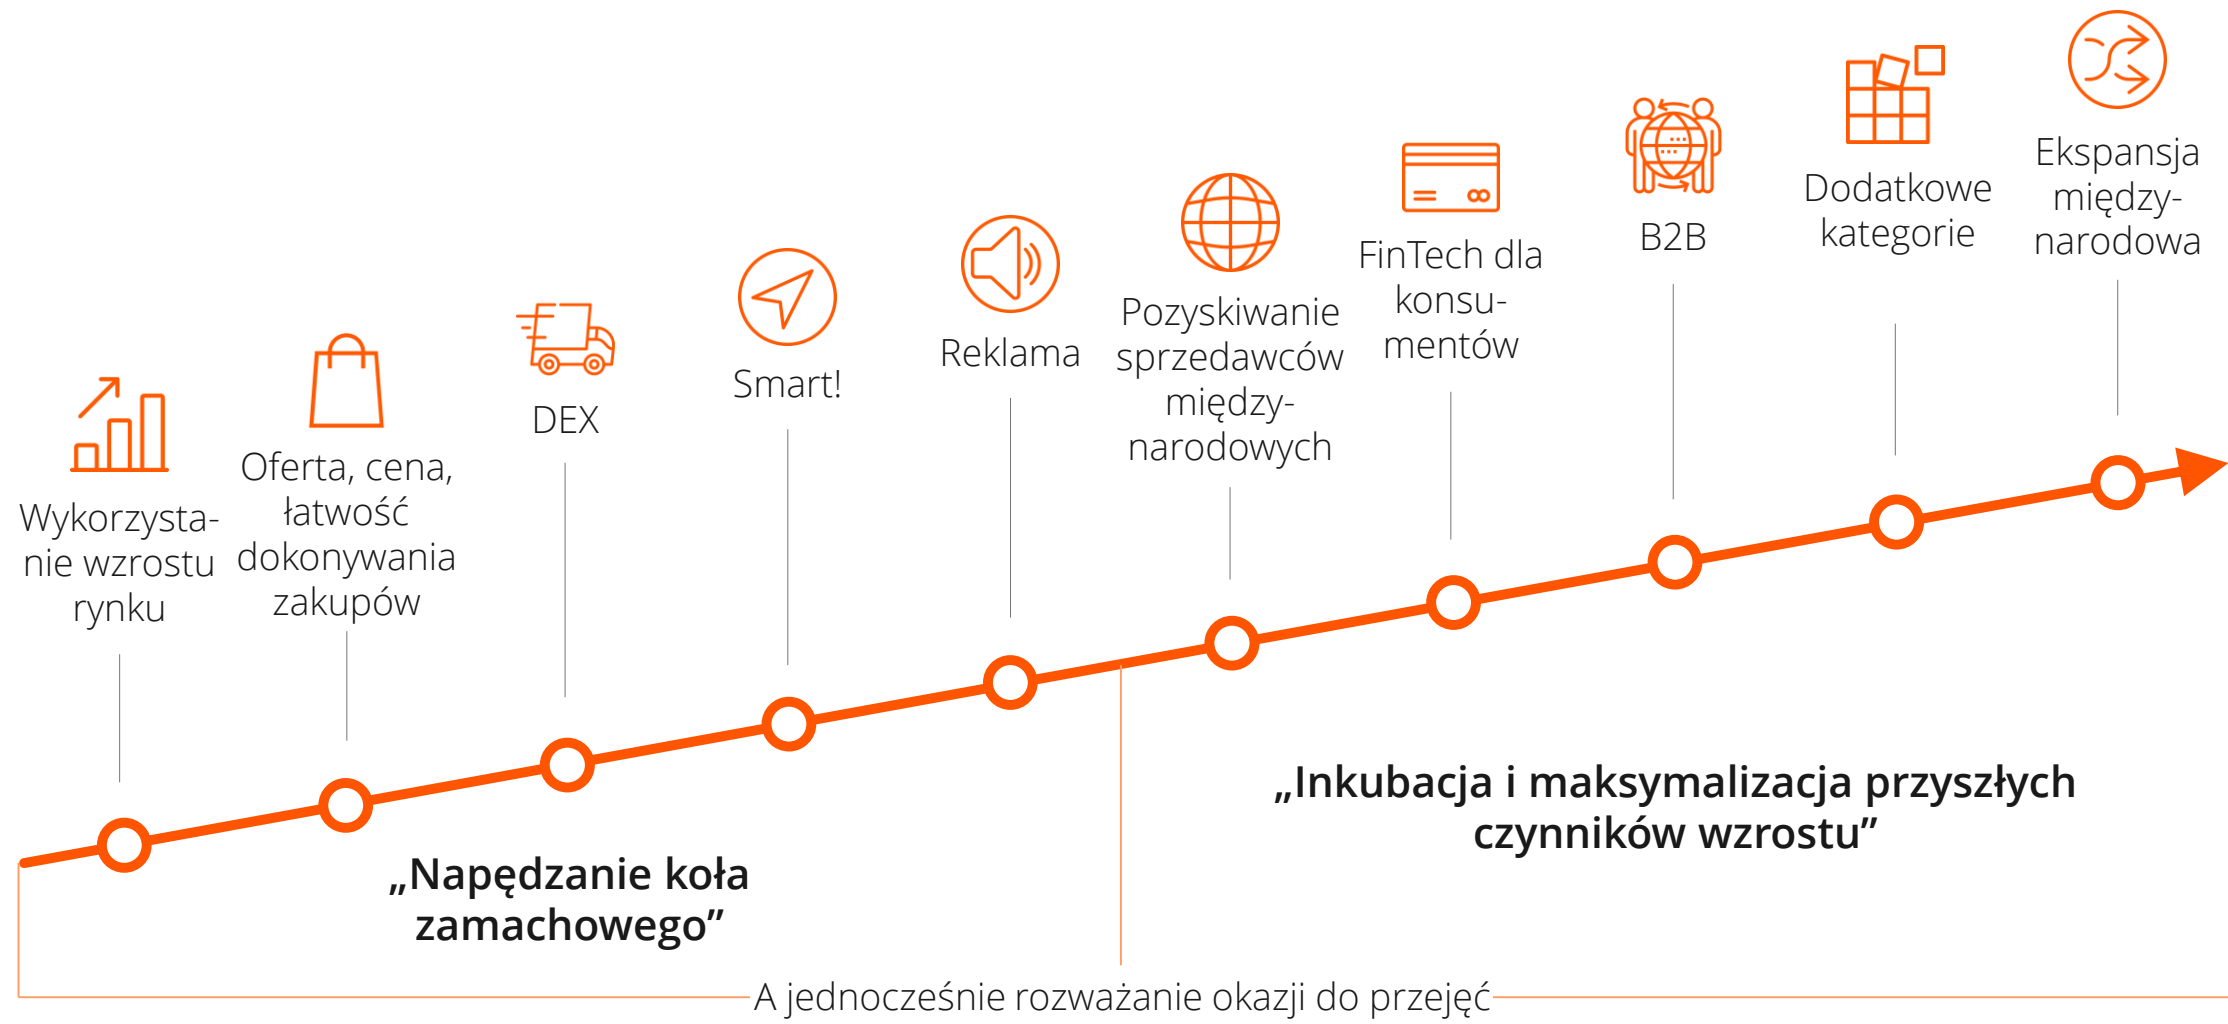 Wykorzysta-
nie wzrostu
rynku
Oferta, cena,
łatwość
dokonywania
zakupów
DEX
Smart!
Reklama
Pozyskiwanie
sprzedawców
między-
narodowych
FinTech dla
konsu-
mentów
B2B
Dodatkowe
kategorie
Ekspansja
między-
narodowa
„Napędzanie koła
zamachowego”
„Inkubacja i maksymalizacja przyszłych
czynników wzrostu”
A jednocześnie rozważanie okazji do przejęć